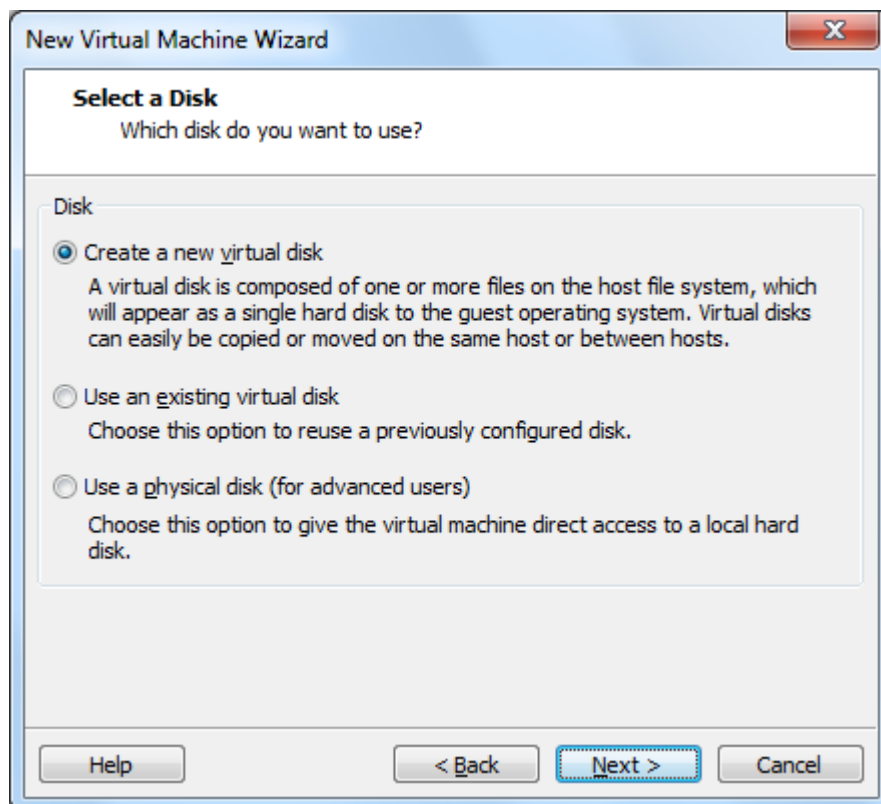 New Virtual Machine Wizard
Select a Disk
Which disk do you want to use?
Disk
Create a new virtual disk
A virtual disk is composed of one or more files on the host file system, which
will appear as a single hard disk to the guest operating system. Virtual disks
can easily be copied or moved on the same host or between hosts.
Use an existing virtual disk
Choose this option to reuse a previously configured disk.
Use a physical disk (for advanced users)
Choose this option to give the virtual machine direct access to a local hard
disk.
Help < Back Next > Cancel